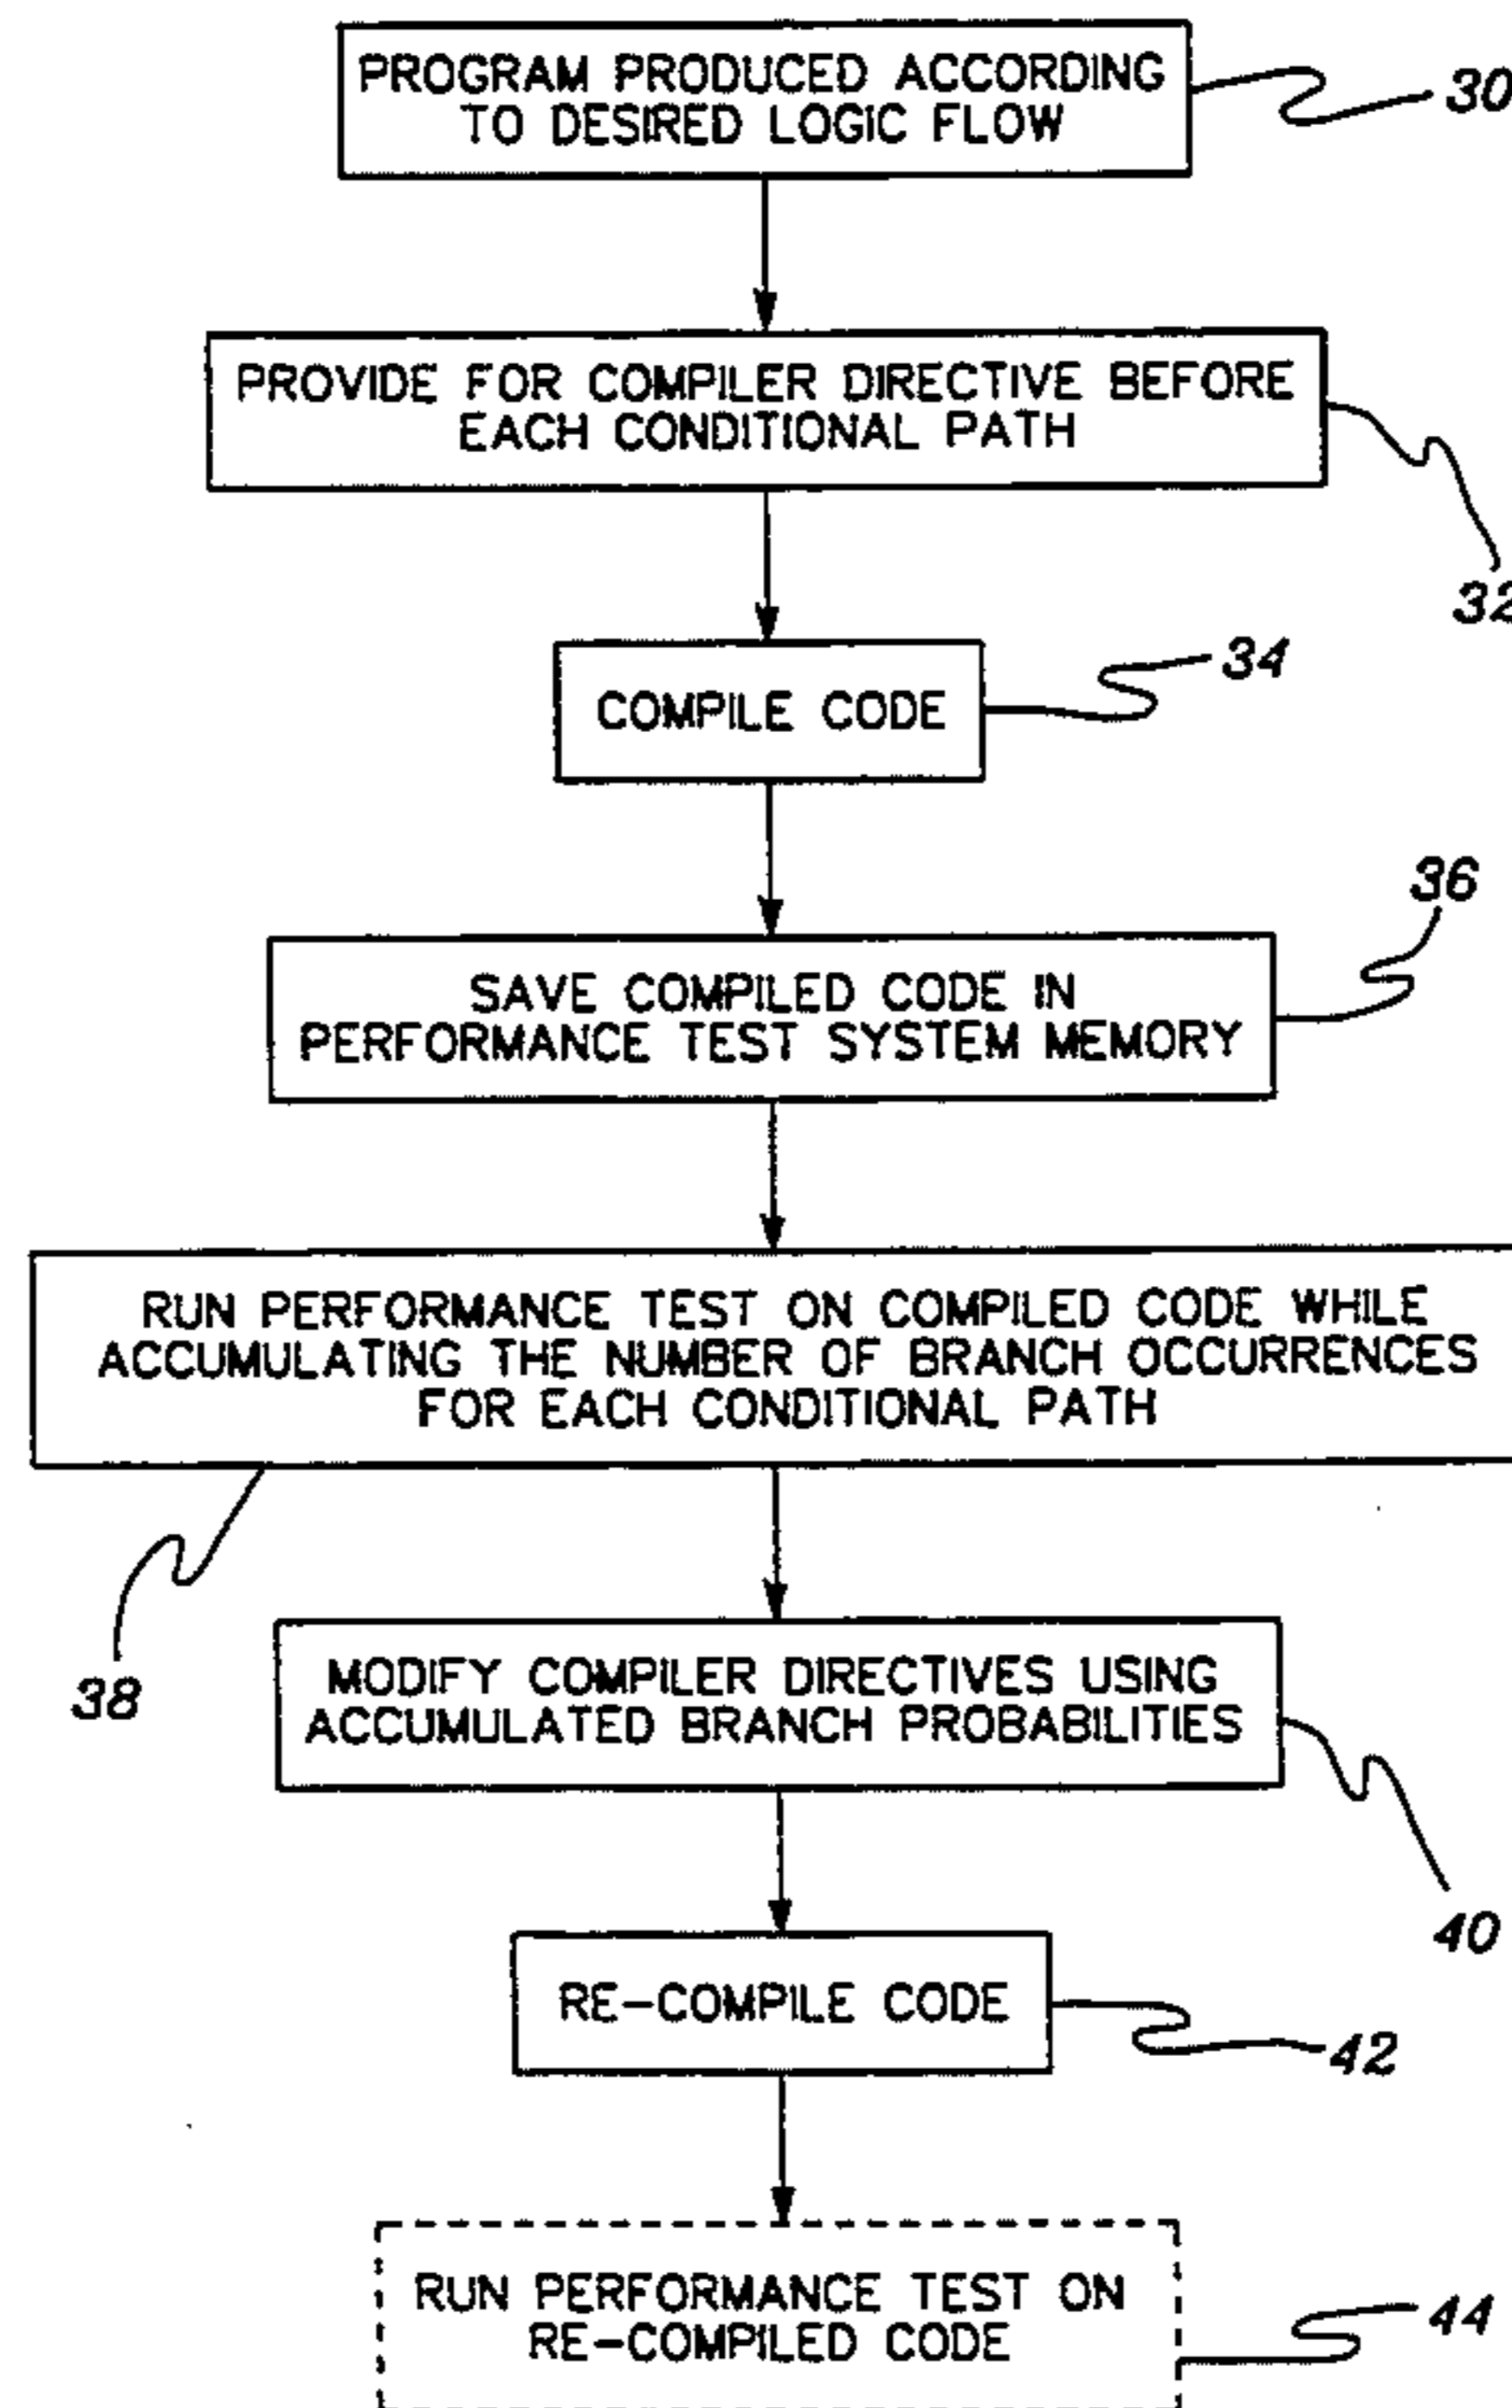 PROGRAM PRODUCED ACCORDING
TO DESIRED LOGIC FLOW
30
PROVIDE FOR COMPILER DIRECTIVE BEFORE
EACH CONDITIONAL PATH
32
COMPILE CODE
34
36
SAVE COMPILED CODE IN
PERFORMANCE TEST SYSTEM MEMORY
RUN PERFORMANCE TEST ON COMPILED CODE WHILE
ACCUMULATING THE NUMBER OF BRANCH OCCURRENCES
FOR EACH CONDITIONAL PATH
38
MODIFY COMPILER DIRECTIVES USING
ACCUMULATED BRANCH PROBABILITIES
40
RE-COMPILE CODE
42
RUN PERFORMANCE TEST ON
RE-COMPILED CODE
44